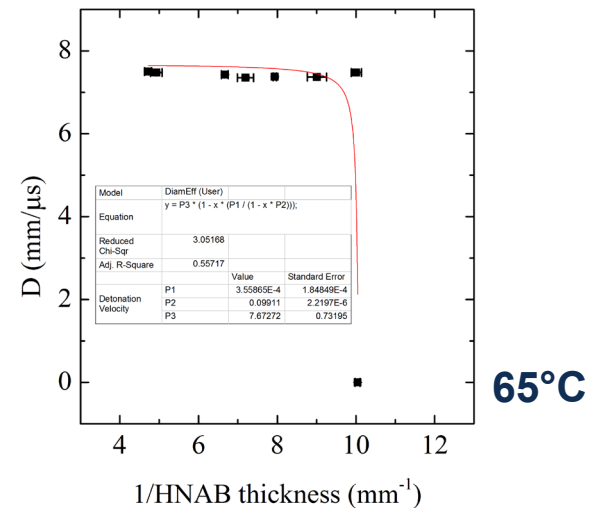 8
6
4
2
0
D (mm/µs)
Model DiamEff (User)
Equation y = P3 * (1 - x * (P1 / (1 - x * P2)));
Reduced Chi-Sqr 3.05168
Adj. R-Square 0.55717
Value Standard Error
Detonation Velocity P1 3.55865E-4 1.84849E-4
P2 0.09911 2.2197E-6
P3 7.67272 0.73195
65°C
4 6 8 10 12
1/HNAB thickness (mm⁻¹)